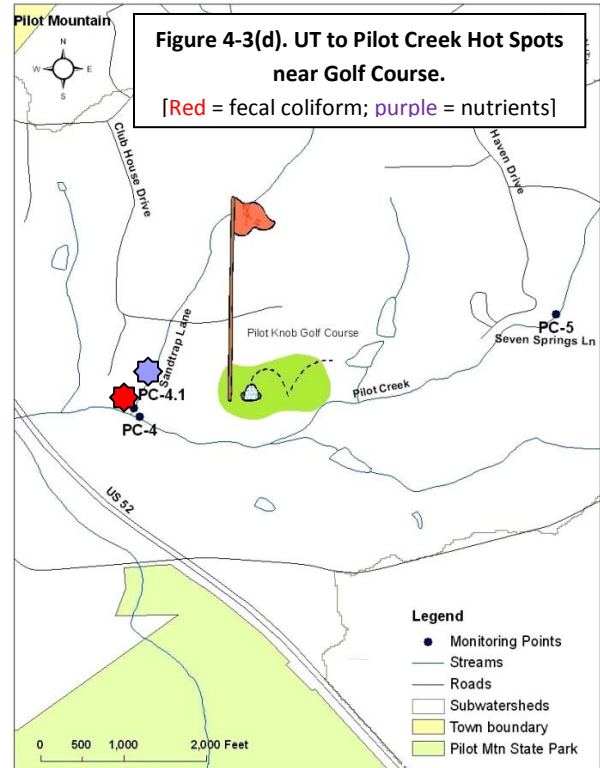 Pilot Mountain
Figure 4-3(d). UT to Pilot Creek Hot Spots
near Golf Course.
[Red = fecal coliform; purple = nutrients]
N
W E
S
Club House Drive
Haven Drive
Sandtrap Lane
Pilot Knob Golf Course
PC-5
Seven Springs Ln
PC-4.1
Pilot Creek
PC-4
US 52
Legend
Monitoring Points
Streams
Roads
Subwatersheds
Town boundary
Pilot Mtn State Park
0 500 1,000 2,000 Feet